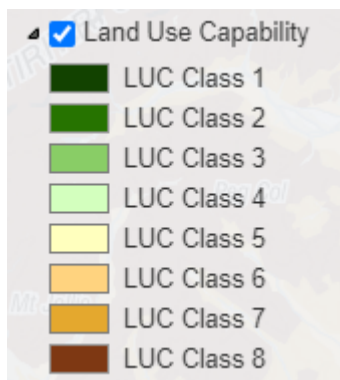 Land Use Capability
LUC Class 1
LUC Class 2
LUC Class 3
LUC Class 4
LUC Class 5
LUC Class 6
LUC Class 7
LUC Class 8